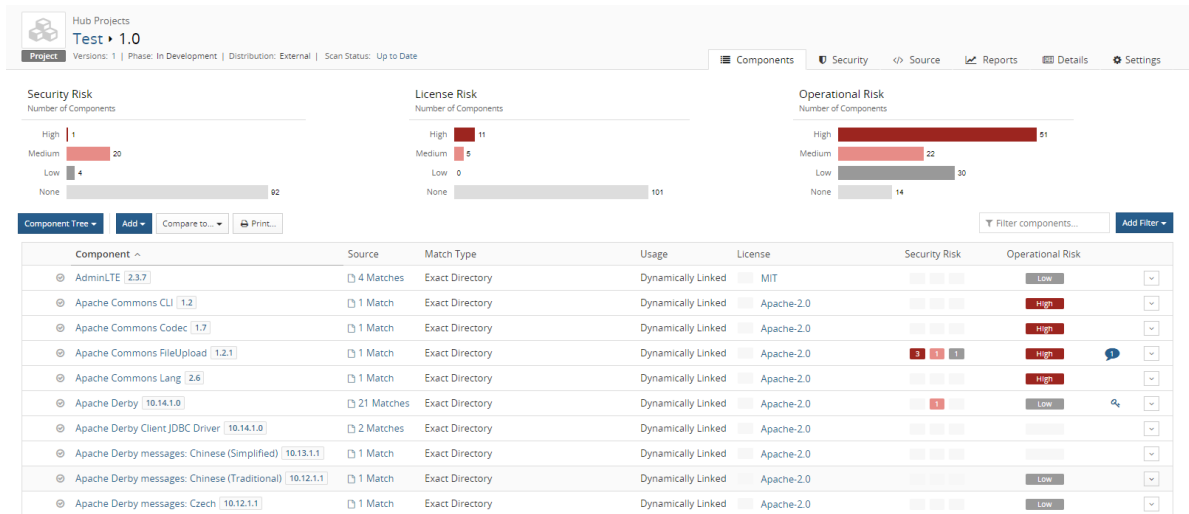 Hub Projects
Test ▸ 1.0
Project
Versions: 1 | Phase: In Development | Distribution: External | Scan Status: Up to Date
Components Security </> Source Reports Details Settings
Security Risk
Number of Components
High 1
Medium 20
Low 4
None 92
License Risk
Number of Components
High 11
Medium 5
Low 0
None 101
Operational Risk
Number of Components
High 51
Medium 22
Low 30
None 14
Component Tree Add Compare to... Print... Filter components... Add Filter
Component Source Match Type Usage License Security Risk Operational Risk
AdminLTE 2.3.7 4 Matches Exact Directory Dynamically Linked MIT Low
Apache Commons CLI 1.2 1 Match Exact Directory Dynamically Linked Apache-2.0 High
Apache Commons Codec 1.7 1 Match Exact Directory Dynamically Linked Apache-2.0 High
Apache Commons FileUpload 1.2.1 1 Match Exact Directory Dynamically Linked Apache-2.0 3 1 1 High 1
Apache Commons Lang 2.6 1 Match Exact Directory Dynamically Linked Apache-2.0 High
Apache Derby 10.14.1.0 21 Matches Exact Directory Dynamically Linked Apache-2.0 1 Low
Apache Derby Client JDBC Driver 10.14.1.0 2 Matches Exact Directory Dynamically Linked Apache-2.0
Apache Derby messages: Chinese (Simplified) 10.13.1.1 1 Match Exact Directory Dynamically Linked Apache-2.0
Apache Derby messages: Chinese (Traditional) 10.12.1.1 1 Match Exact Directory Dynamically Linked Apache-2.0 Low
Apache Derby messages: Czech 10.12.1.1 1 Match Exact Directory Dynamically Linked Apache-2.0 Low